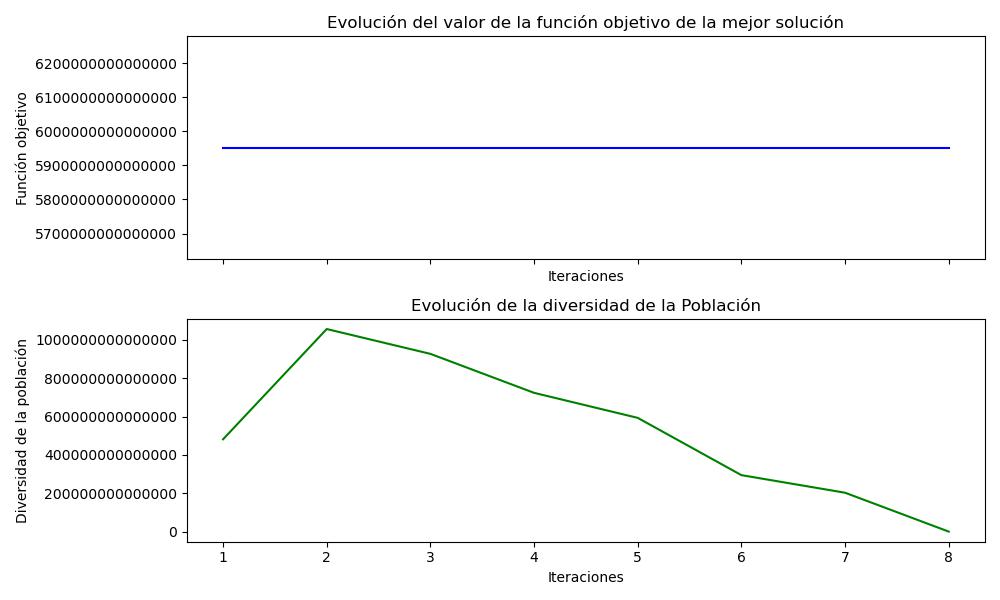 Evolución del valor de la función objetivo de la mejor solución
6200000000000000
6100000000000000
6000000000000000
5900000000000000
5800000000000000
5700000000000000
Función objetivo
Iteraciones
Evolución de la diversidad de la Población
1000000000000000
800000000000000
600000000000000
400000000000000
200000000000000
0
Diversidad de la población
1 2 3 4 5 6 7 8
Iteraciones